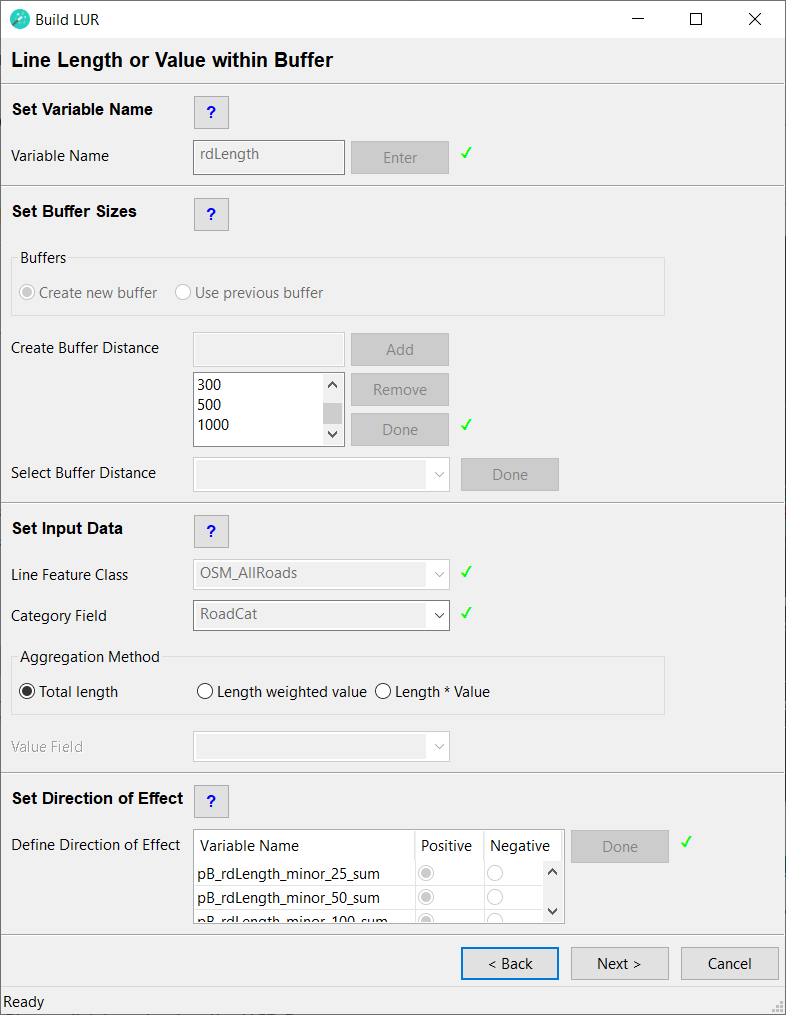 Build LUR
Line Length or Value within Buffer
Set Variable Name ?
Variable Name rdLength Enter
Set Buffer Sizes ?
Buffers
Create new buffer Use previous buffer
Create Buffer Distance Add
300 Remove
500
1000 Done
Select Buffer Distance Done
Set Input Data ?
Line Feature Class OSM_AllRoads
Category Field RoadCat
Aggregation Method
Total length Length weighted value Length * Value
Value Field
Set Direction of Effect ?
Define Direction of Effect Variable Name Positive Negative Done
pB_rdLength_minor_25_sum
pB_rdLength_minor_50_sum
pB_rdLength_minor_100_sum
< Back Next > Cancel
Ready